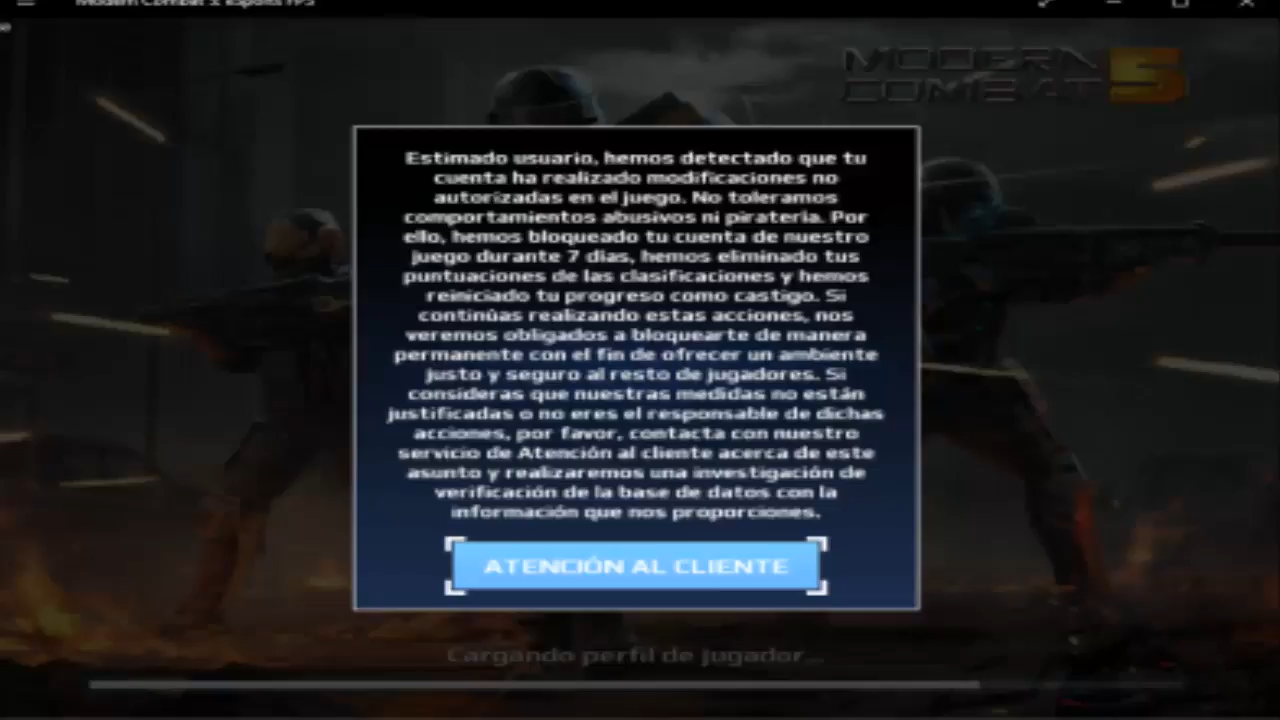 Modern Combat 5: eSports FPS
MODERN
COMBAT 5
Estimado usuario, hemos detectado que tu
cuenta ha realizado modificaciones no
autorizadas en el juego. No toleramos
comportamientos abusivos ni piratería. Por
ello, hemos bloqueado tu cuenta de nuestro
juego durante 7 días, hemos eliminado tus
puntuaciones de las clasificaciones y hemos
reiniciado tu progreso como castigo. Si
continúas realizando estas acciones, nos
veremos obligados a bloquearte de manera
permanente con el fin de ofrecer un ambiente
justo y seguro al resto de jugadores. Si
consideras que nuestras medidas no están
justificadas o no eres el responsable de dichas
acciones, por favor, contacta con nuestro
servicio de Atención al cliente acerca de este
asunto y realizaremos una investigación de
verificación de la base de datos con la
información que nos proporciones.
ATENCIÓN AL CLIENTE
Cargando perfil de jugador...